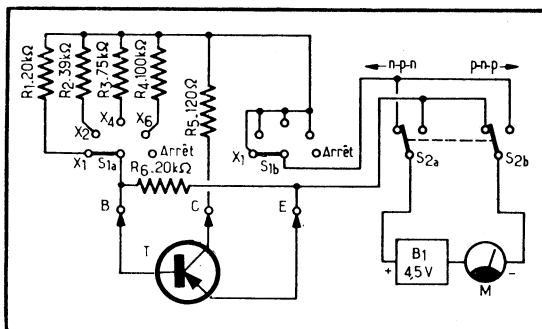 R1.20kΩ
R2.39kΩ
R3.75kΩ
R4.100kΩ
R5.120Ω
n-p-n
p-n-p
X2
X4
X6
X1
S1a
Arrêt
X1
S1b
Arrêt
S2a
S2b
R6.20kΩ
B
C
E
T
+
B1
4,5V
-
M